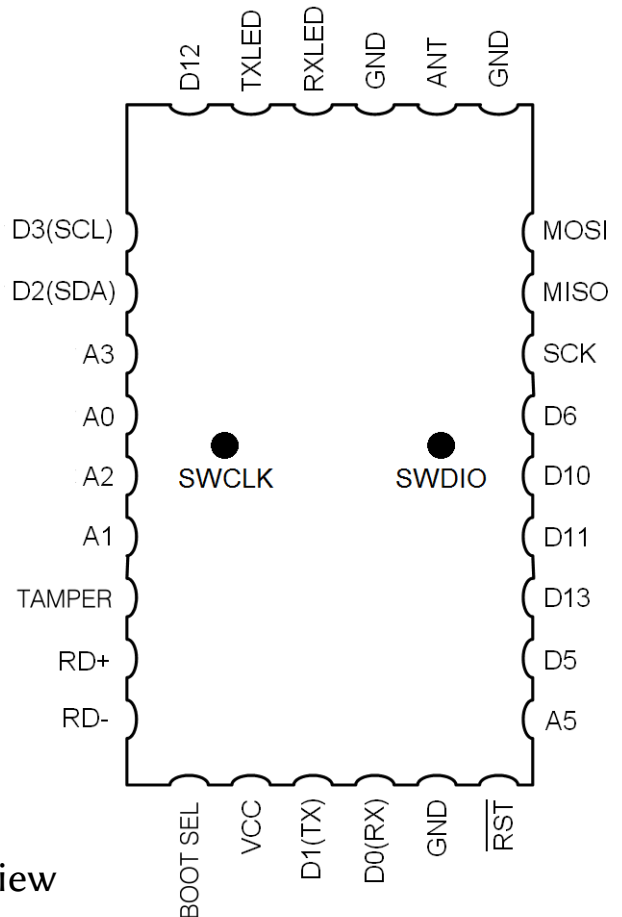 D12
TXLED
RXLED
GND
ANT
GND
D3(SCL)
D2(SDA)
A3
A0
A2
A1
TAMPER
RD+
RD-
SWCLK
SWDIO
MOSI
MISO
SCK
D6
D10
D11
D13
D5
A5
BOOT SEL
VCC
D1(TX)
D0(RX)
GND
RST
iew